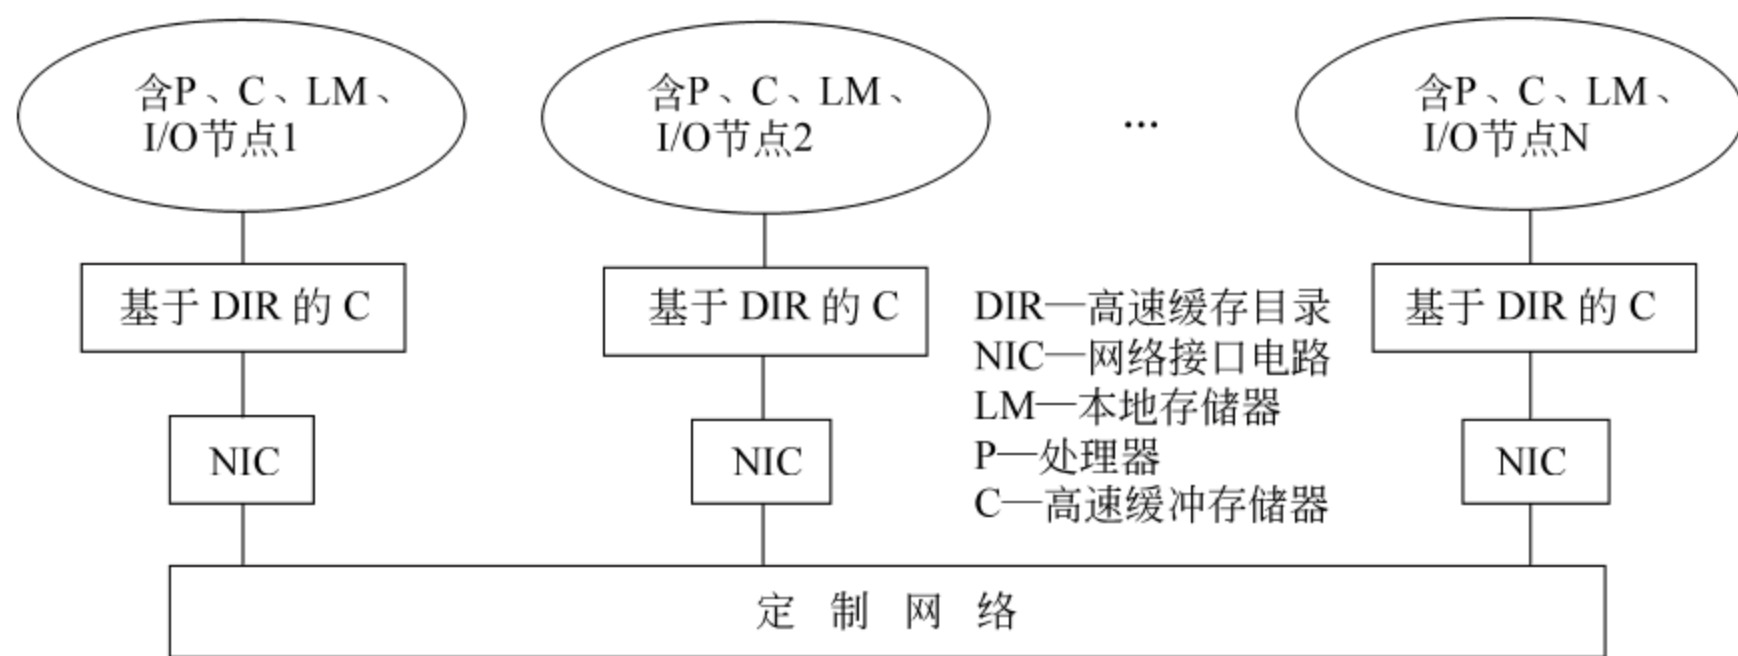 含P、C、LM、
I/O节点1
含P、C、LM、
I/O节点2
...
含P、C、LM、
I/O节点N
基于 DIR 的 C
基于 DIR 的 C
基于 DIR 的 C
DIR—高速缓存目录
NIC—网络接口电路
LM—本地存储器
P—处理器
C—高速缓冲存储器
NIC
NIC
NIC
定 制 网 络